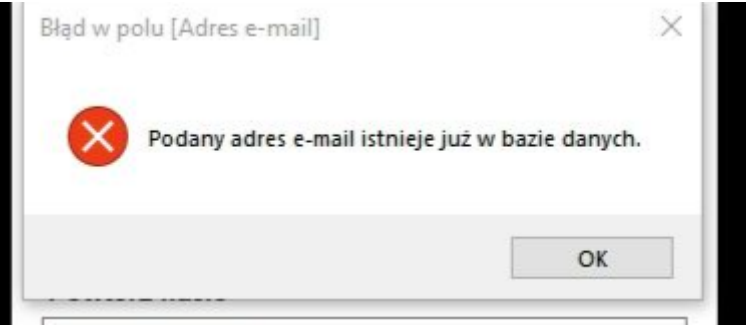 Błąd w polu [Adres e-mail]
Podany adres e-mail istnieje już w bazie danych.
OK